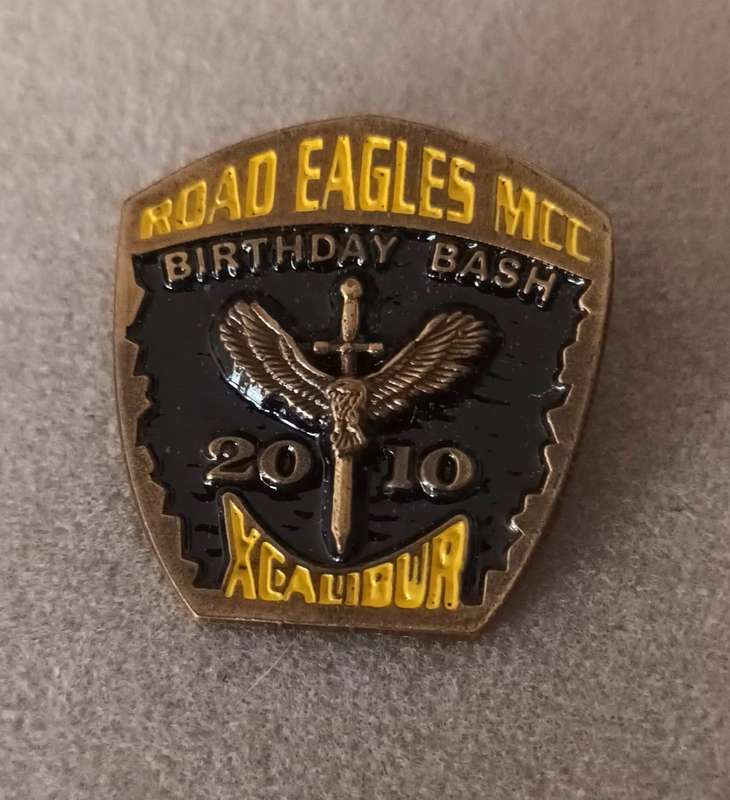 ROAD EAGLES MCC
BIRTHDAY BASH
20 10
XCALIBUR